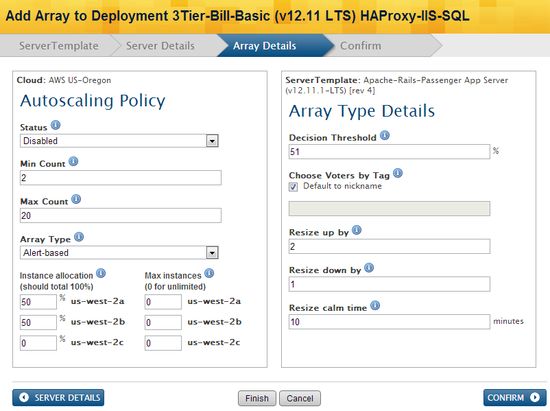 Add Array to Deployment 3Tier-Bill-Basic (v12.11 LTS) HAProxy-IIS-SQL
ServerTemplate
Server Details
Array Details
Confirm
Cloud: AWS US-Oregon
Autoscaling Policy
Status
Disabled
Min Count
2
Max Count
20
Array Type
Alert-based
Instance allocation
(should total 100%)
Max instances
(0 for unlimited)
50 % us-west-2a
0 us-west-2a
50 % us-west-2b
0 us-west-2b
0 % us-west-2c
0 us-west-2c
ServerTemplate: Apache-Rails-Passenger App Server
(v12.11.1-LTS) [rev 4]
Array Type Details
Decision Threshold
51 %
Choose Voters by Tag
Default to nickname
Resize up by
2
Resize down by
1
Resize calm time
10 minutes
SERVER DETAILS
Finish
Cancel
CONFIRM